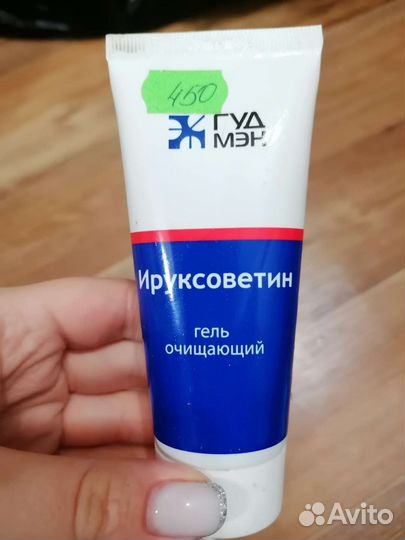 450
ГУД
МЭН
Ируксоветин
гель
очищающий
Avito